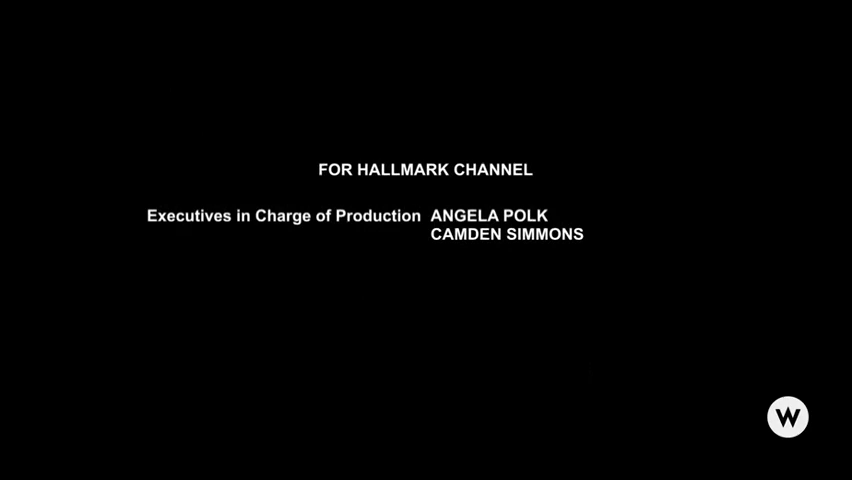 FOR HALLMARK CHANNEL
Executives in Charge of Production ANGELA POLK
CAMDEN SIMMONS
W